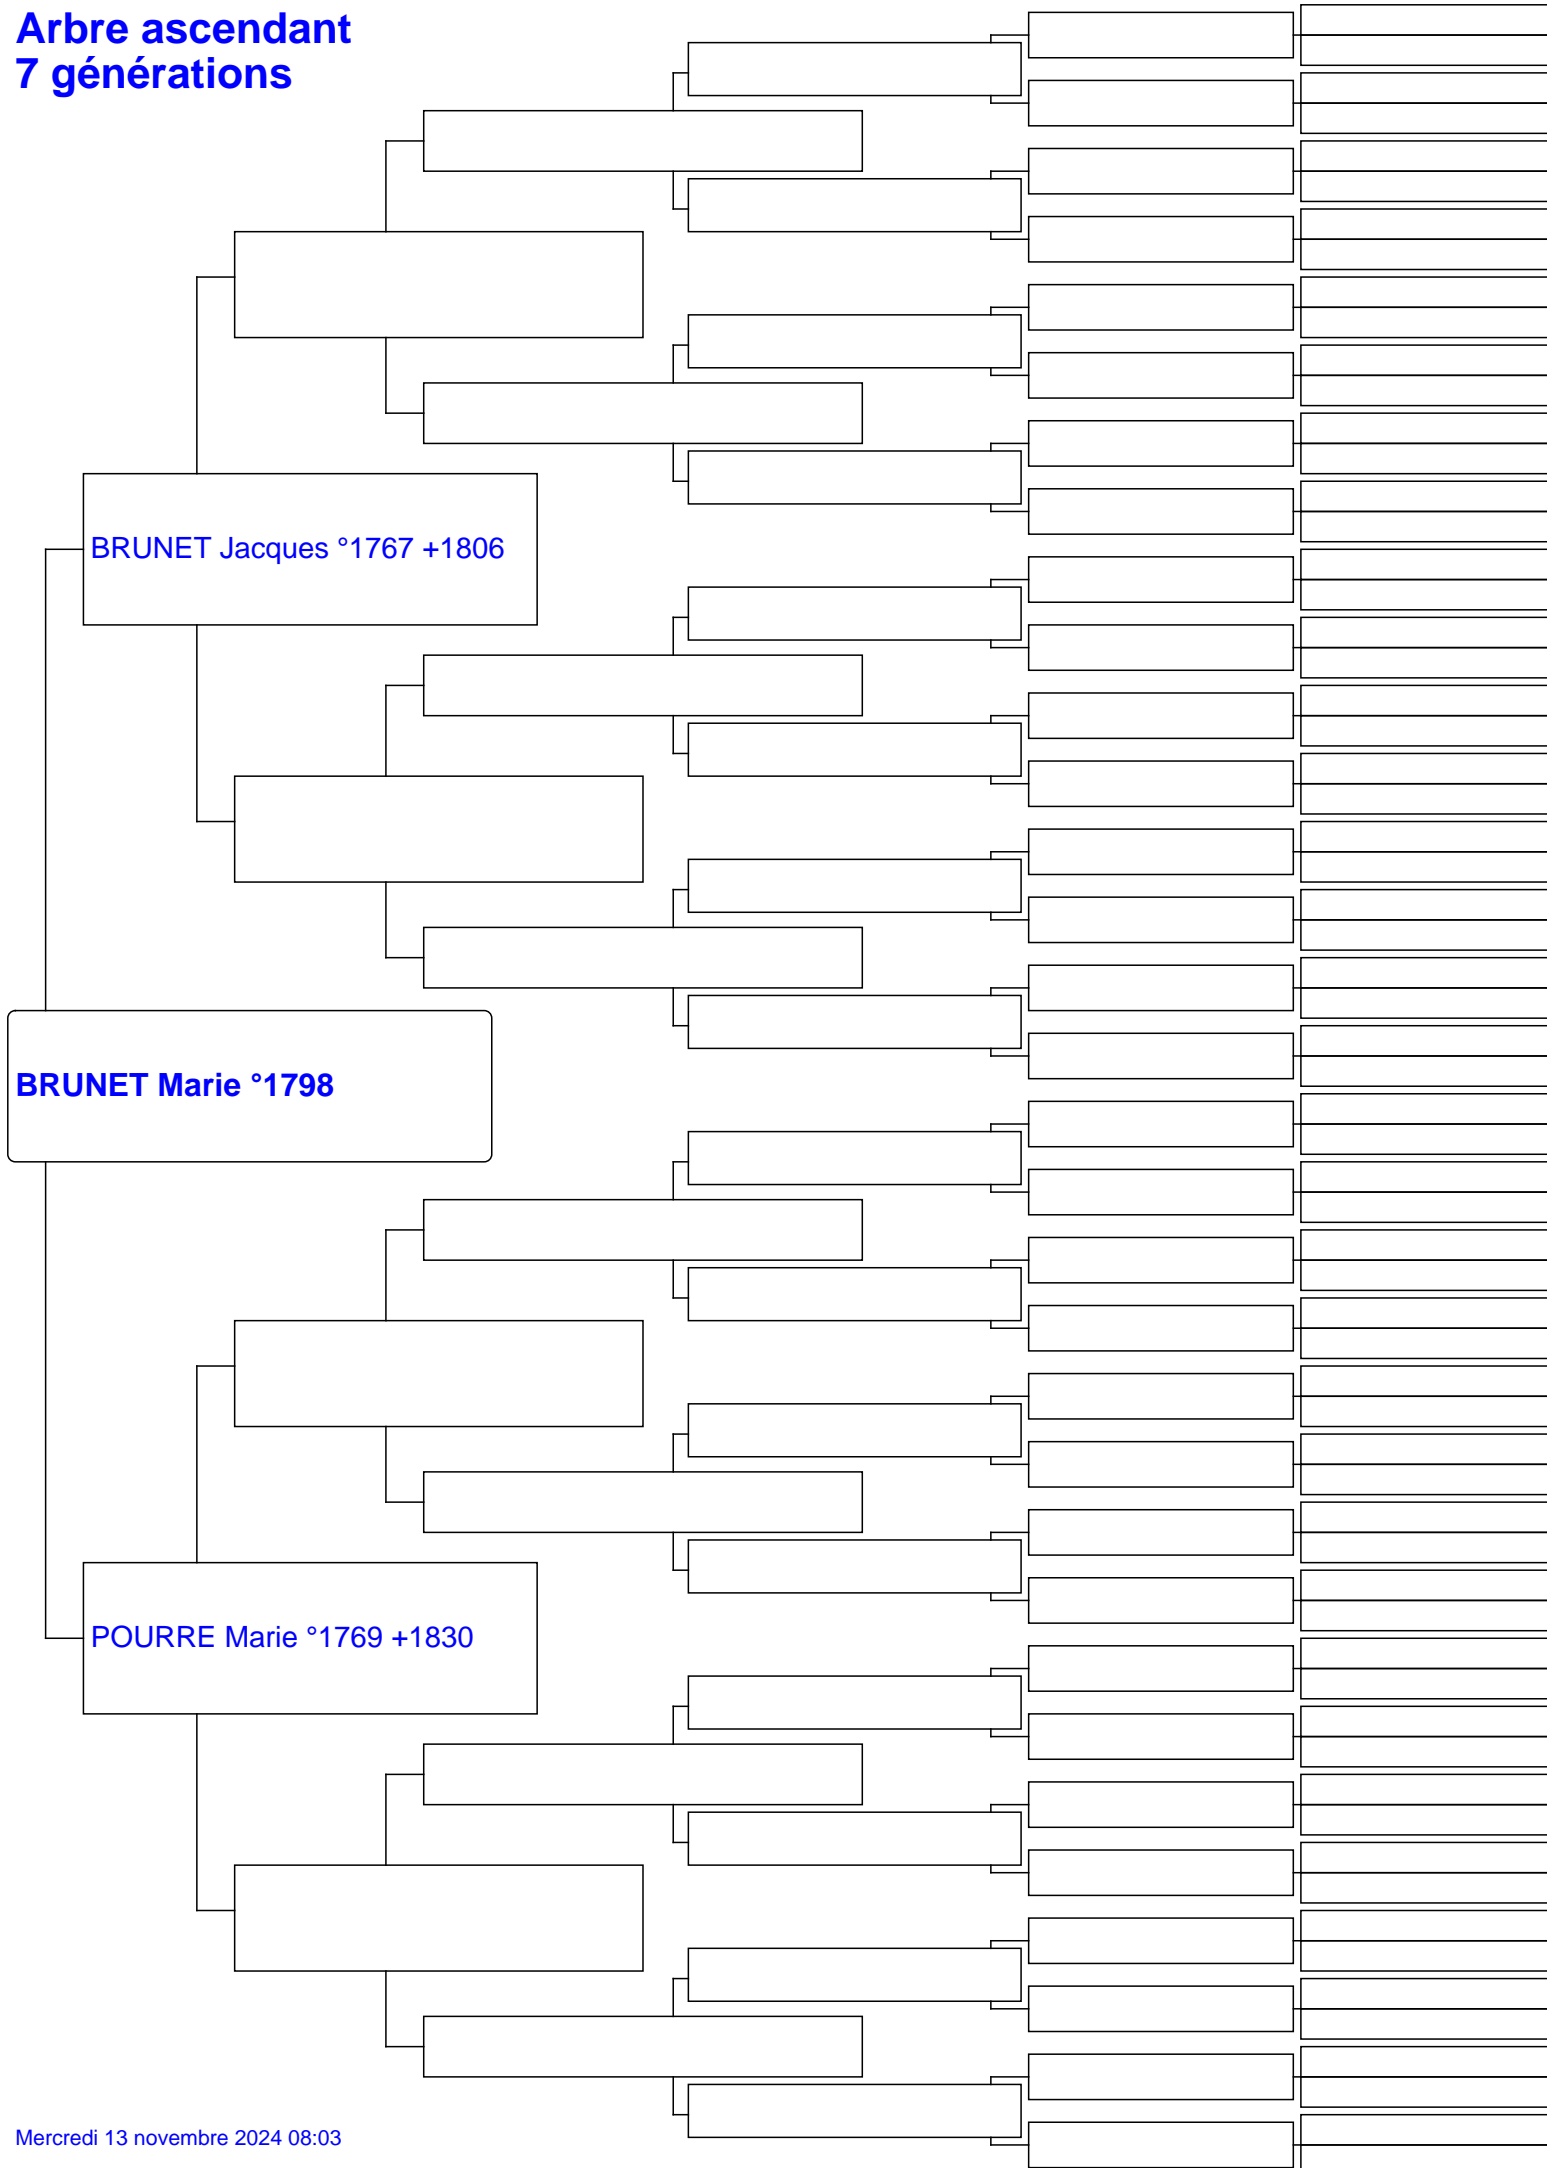 Arbre ascendant
7 générations
BRUNET Jacques °1767 +1806
BRUNET Marie °1798
POURRE Marie °1769 +1830
Mercredi 13 novembre 2024 08:03